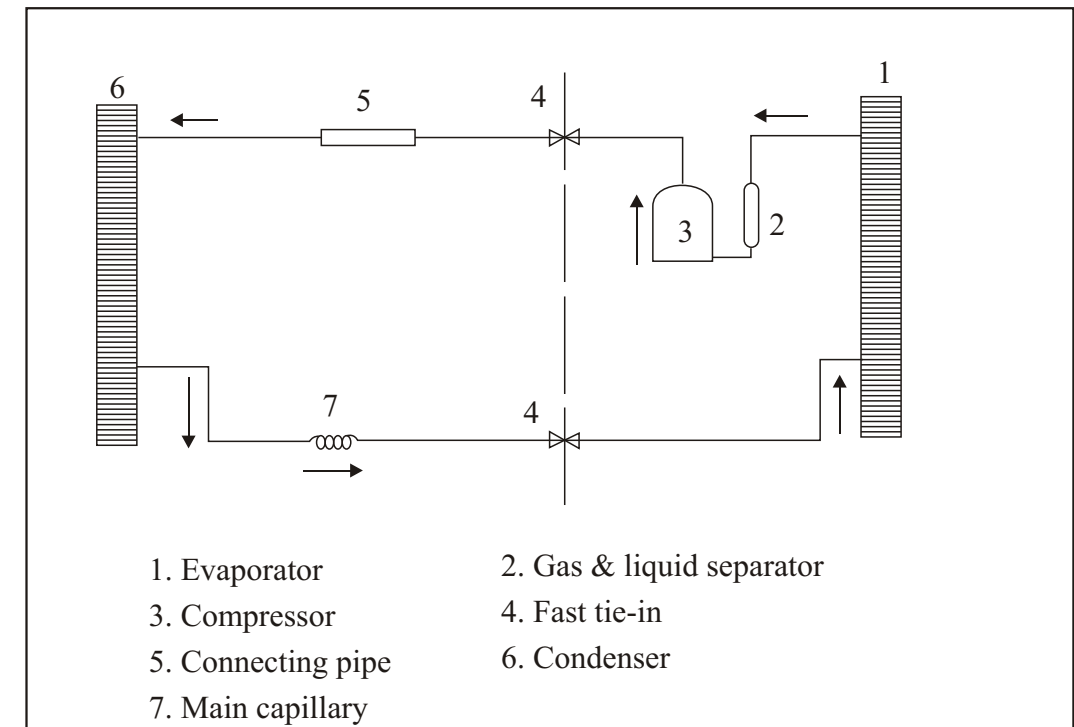 6
5
4
1
3
2
7
4
1. Evaporator
2. Gas & liquid separator
3. Compressor
4. Fast tie-in
5. Connecting pipe
6. Condenser
7. Main capillary